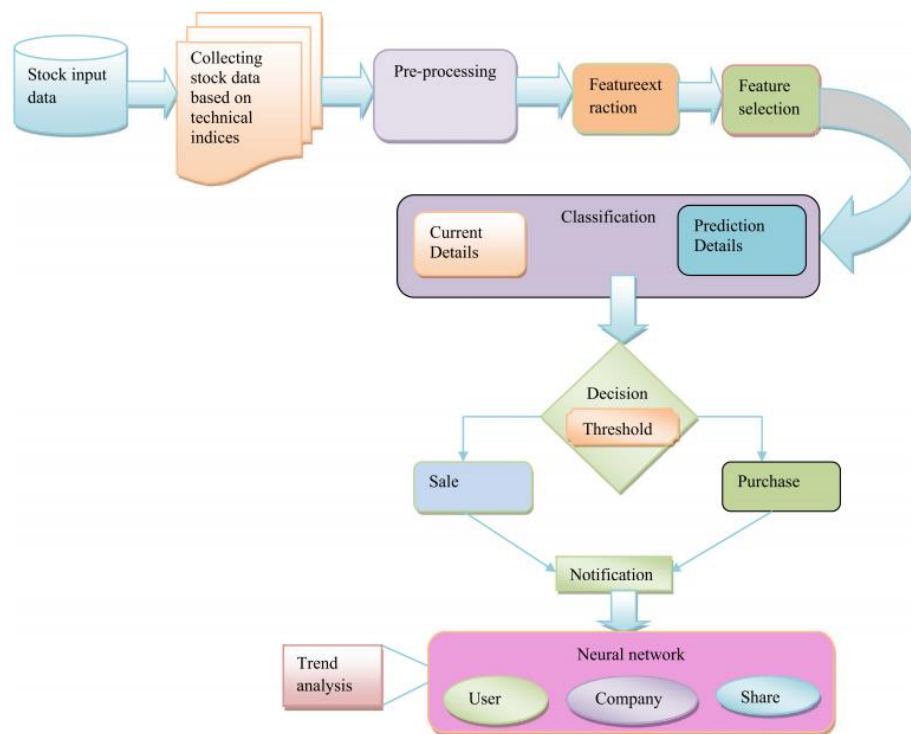 Stock input
data
Collecting
stock data
based on
technical
indices
Pre-processing
Featureext
raction
Feature
selection
Classification
Current
Details
Prediction
Details
Decision
Threshold
Sale
Purchase
Notification
Trend
analysis
Neural network
User
Company
Share